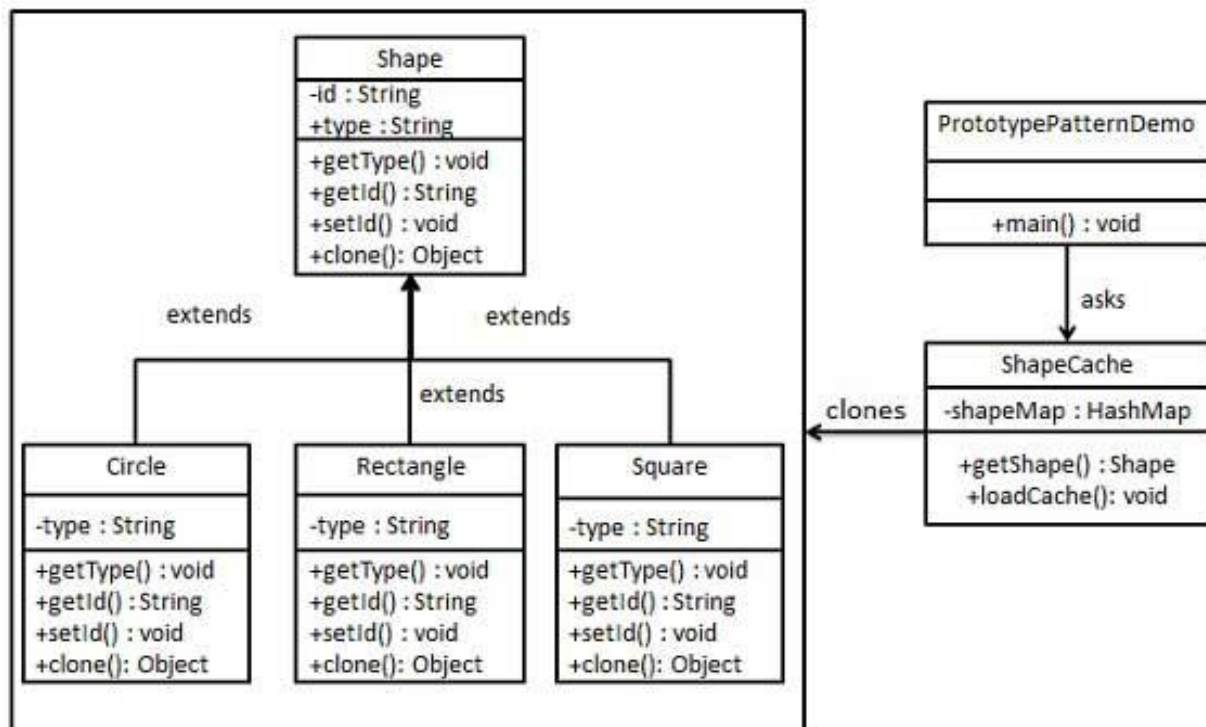 Shape
-id : String
+type : String
+getType() : void
+getId() : String
+setId() : void
+clone(): Object
extends
extends
extends
Circle
-type : String
+getType() : void
+getId() : String
+setId() : void
+clone(): Object
Rectangle
-type : String
+getType() : void
+getId() : String
+setId() : void
+clone(): Object
Square
-type : String
+getType() : void
+getId() : String
+setId() : void
+clone(): Object
PrototypePatternDemo
+main() : void
asks
ShapeCache
-shapeMap : HashMap
+getShape() : Shape
+loadCache(): void
clones